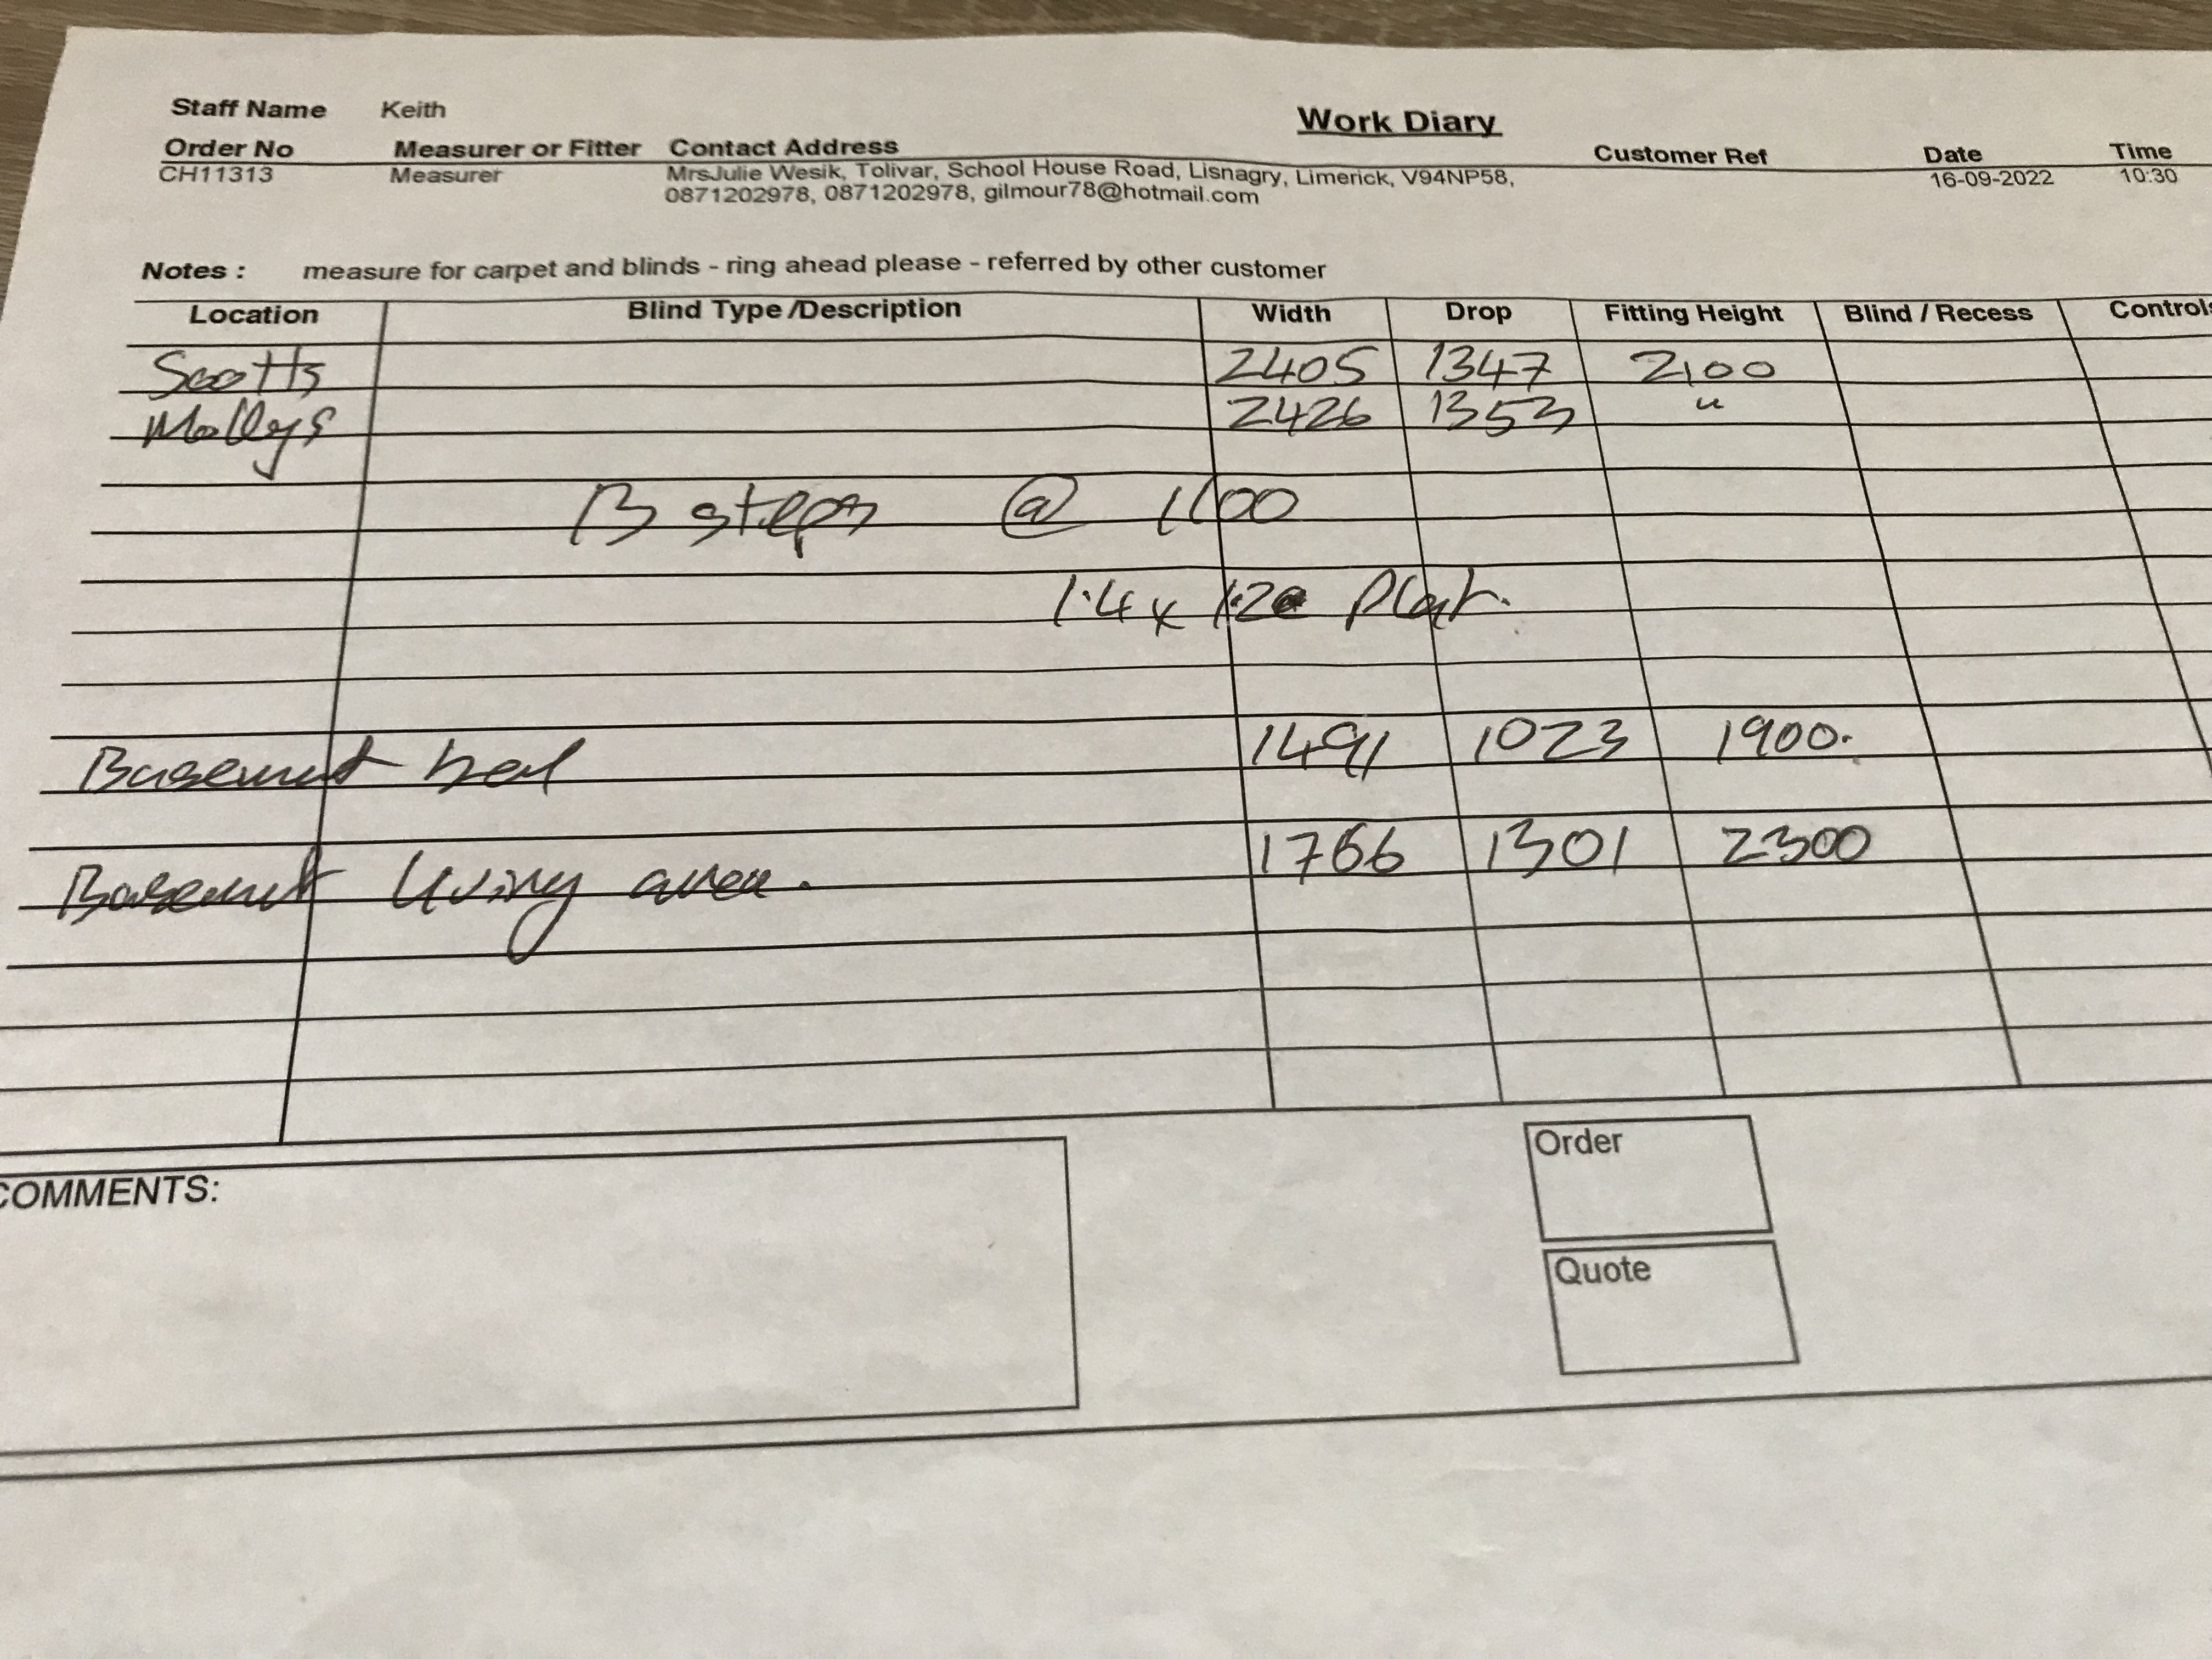 Staff Name Keith
Work Diary
Order No Measurer or Fitter Contact Address Customer Ref Date Time
CH11313 Measurer MrsJulie Wesik, Tolivar, School House Road, Lisnagry, Limerick, V94NP58, 16-09-2022 10:30
0871202978, 0871202978, gilmour78@hotmail.com
Notes : measure for carpet and blinds - ring ahead please - referred by other customer
Location Blind Type /Description Width Drop Fitting Height Blind / Recess Controls
Scotts 2405 1347 2100
Mollys 2426 1353 "
13 steps @ 1100
1.4 x 1.2 Plat.
Basement bed 1491 1023 1900.
Basement living area. 1766 1301 2300
COMMENTS:
Order
Quote